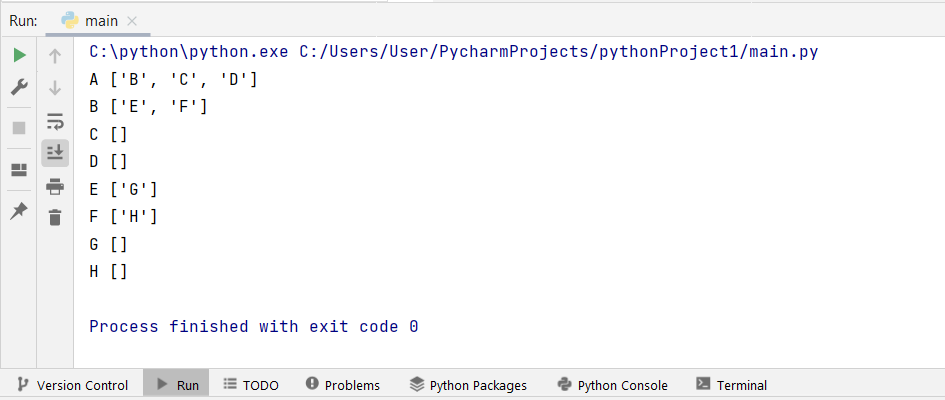 Run: main
C:\python\python.exe C:/Users/User/PycharmProjects/pythonProject1/main.py
A ['B', 'C', 'D']
B ['E', 'F']
C []
D []
E ['G']
F ['H']
G []
H []
Process finished with exit code 0
Version Control Run TODO Problems Python Packages Python Console Terminal